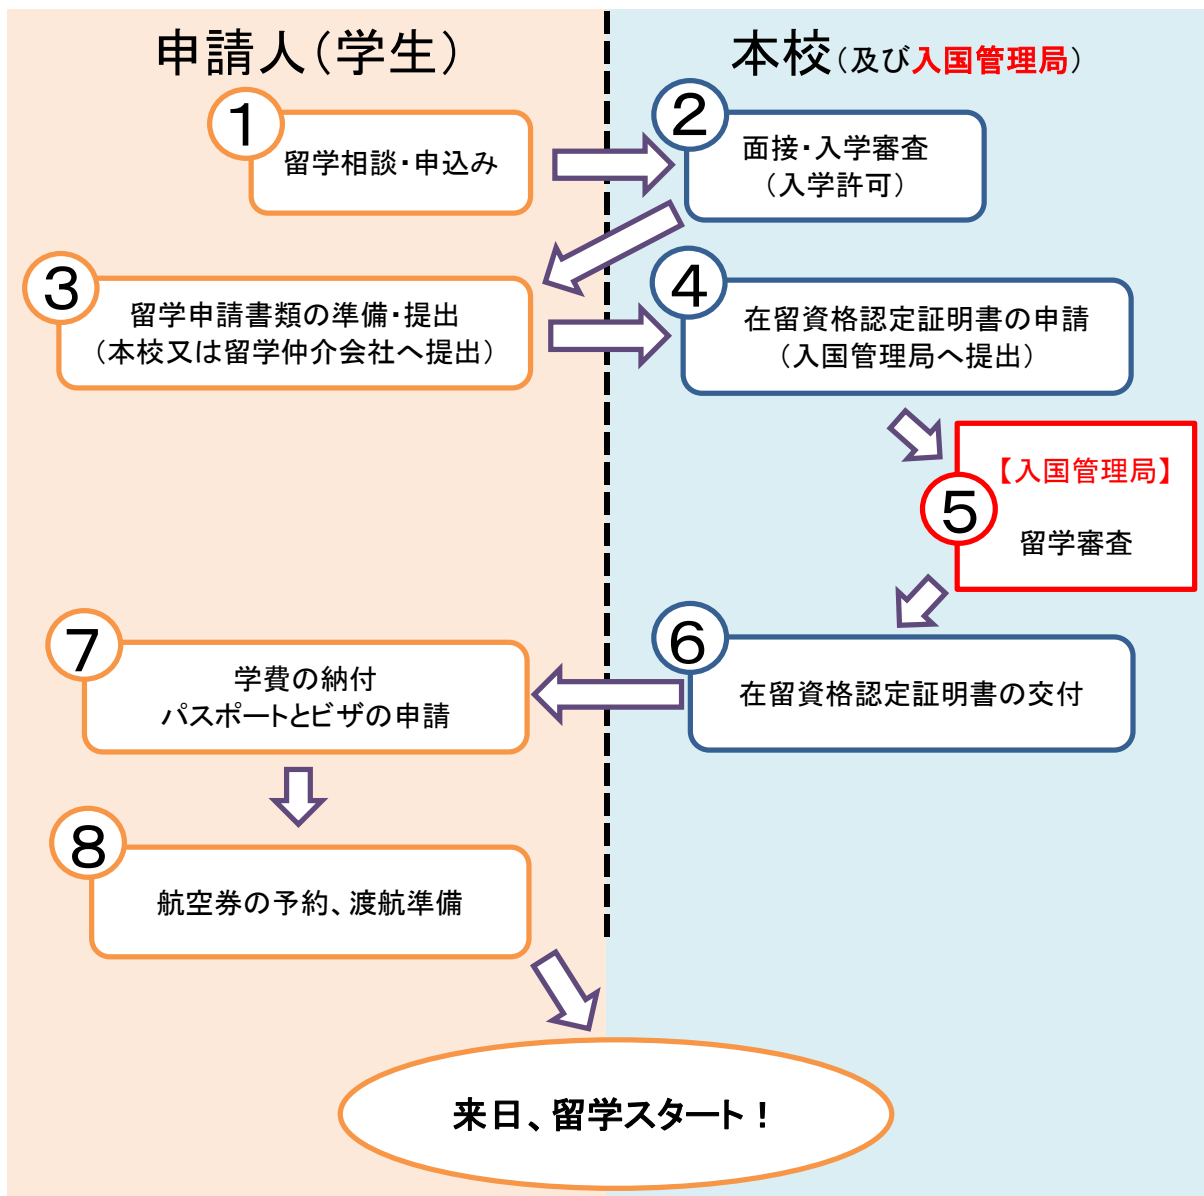 申請人（学生）
本校（及び入国管理局）
①
留学相談・申込み
②
面接・入学審査
（入学許可）
③
留学申請書類の準備・提出
（本校又は留学仲介会社へ提出）
④
在留資格認定証明書の申請
（入国管理局へ提出）
⑤
【入国管理局】
留学審査
⑥
在留資格認定証明書の交付
⑦
学費の納付
パスポートとビザの申請
⑧
航空券の予約、渡航準備
来日、留学スタート！